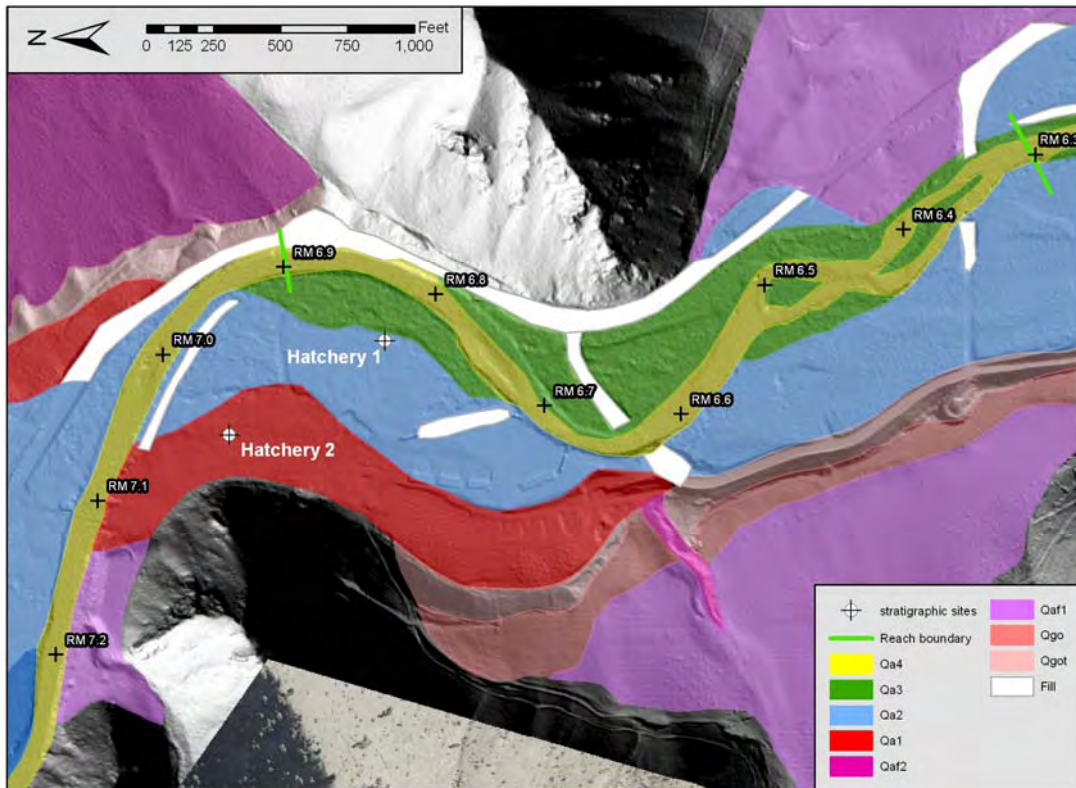 N
Feet
0 125 250 500 750 1,000
RM 6.3
RM 6.4
RM 6.9
RM 6.8
RM 6.5
RM 7.0
Hatchery 1
RM 6.7
RM 6.6
Hatchery 2
RM 7.1
RM 7.2
stratigraphic sites
Reach boundary
Qa4
Qa3
Qa2
Qa1
Qaf2
Qaf1
Qgo
Qgot
Fill